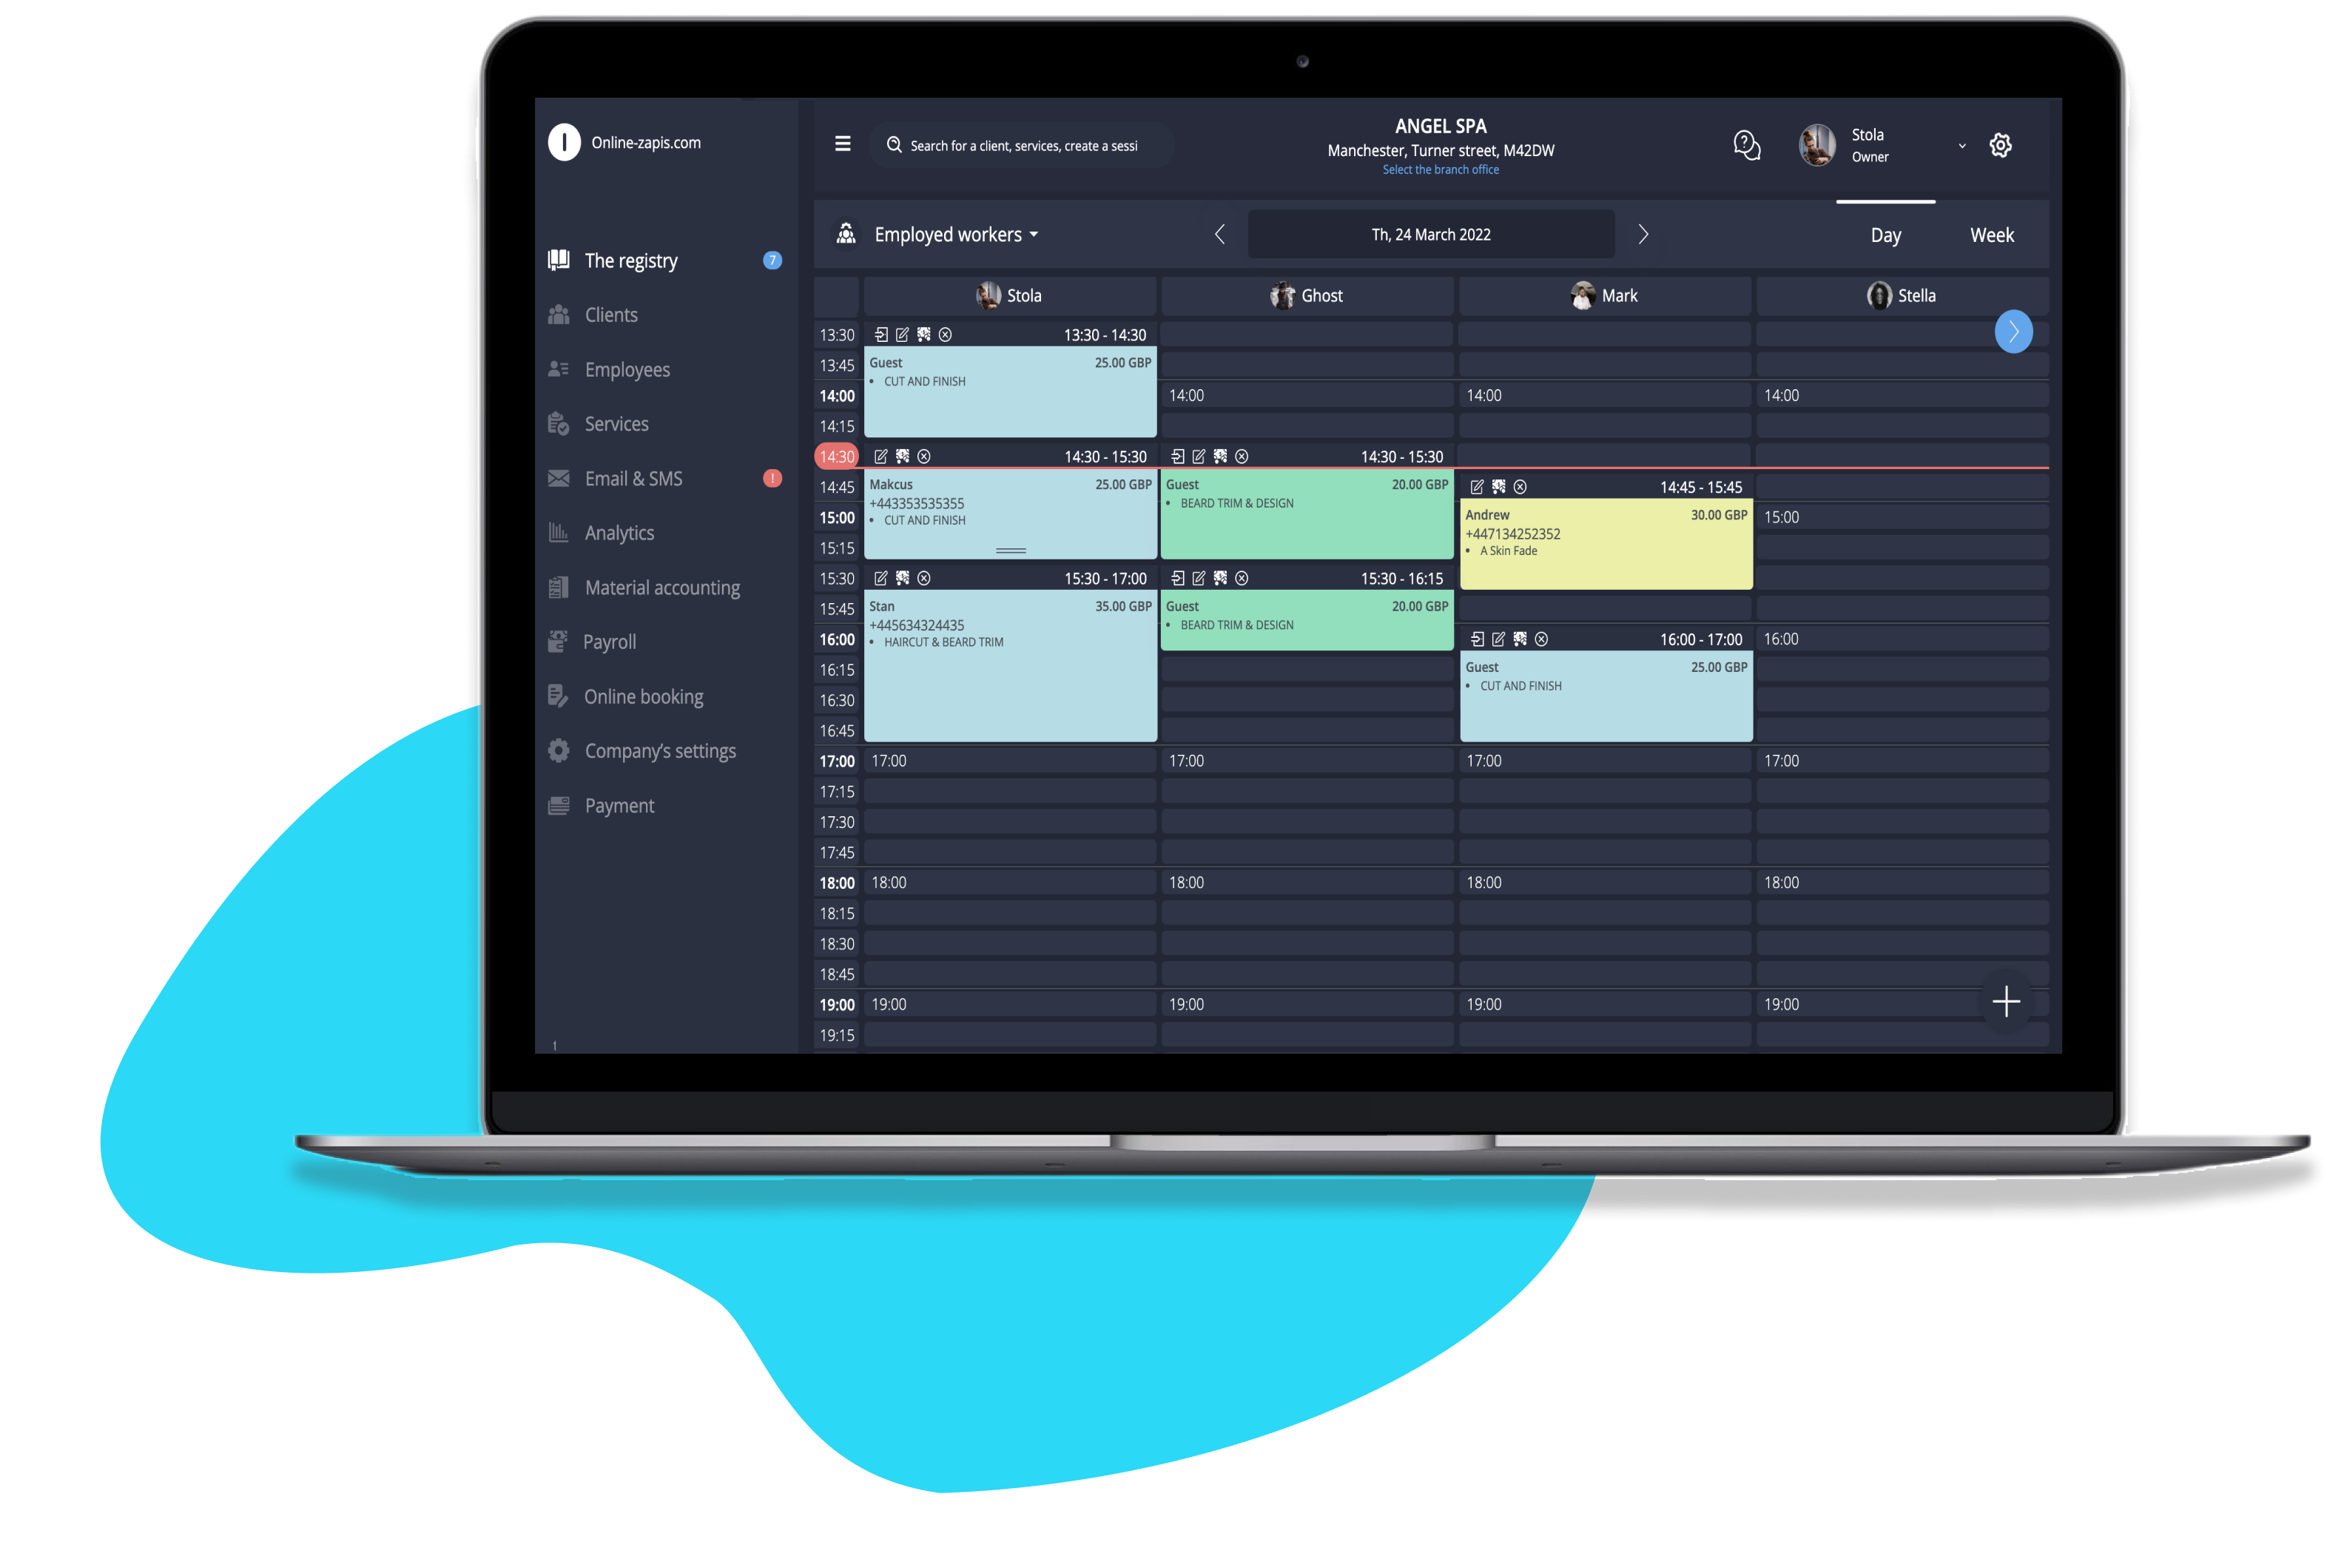 Online-zapis.com
Search for a client, services, create a sessi
ANGEL SPA
Manchester, Turner street, M42DW
Select the branch office
Stola
Owner
The registry 7
Clients
Employees
Services
Email & SMS !
Analytics
Material accounting
Payroll
Online booking
Company's settings
Payment
Employed workers
Th, 24 March 2022
Day Week
Stola Ghost Mark Stella
13:30 13:30 - 14:30
13:45 Guest 25.00 GBP
• CUT AND FINISH
14:00 14:00 14:00 14:00
14:15
14:30 14:30 - 15:30 14:30 - 15:30
14:45 Makcus 25.00 GBP Guest 20.00 GBP 14:45 - 15:45
+443353535355 • BEARD TRIM & DESIGN
15:00 • CUT AND FINISH Andrew 30.00 GBP 15:00
+447134252352
15:15 • A Skin Fade
15:30 15:30 - 17:00 15:30 - 16:15
15:45 Stan 35.00 GBP Guest 20.00 GBP
+445634324435 • BEARD TRIM & DESIGN
16:00 • HAIRCUT & BEARD TRIM 16:00 - 17:00 16:00
16:15 Guest 25.00 GBP
16:30 • CUT AND FINISH
16:45
17:00 17:00 17:00 17:00 17:00
17:15
17:30
17:45
18:00 18:00 18:00 18:00 18:00
18:15
18:30
18:45
19:00 19:00 19:00 19:00 19:00
19:15